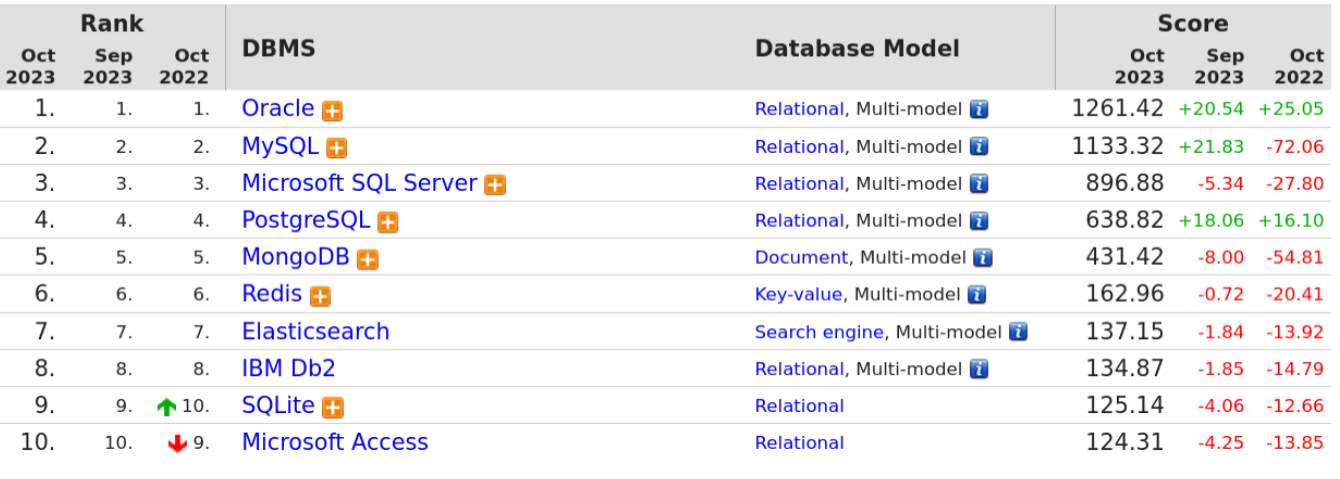 Rank DBMS Database Model Score
Oct 2023 Sep 2023 Oct 2022 Oct 2023 Sep 2023 Oct 2022
1. 1. 1. Oracle Relational, Multi-model 1261.42 +20.54 +25.05
2. 2. 2. MySQL Relational, Multi-model 1133.32 +21.83 -72.06
3. 3. 3. Microsoft SQL Server Relational, Multi-model 896.88 -5.34 -27.80
4. 4. 4. PostgreSQL Relational, Multi-model 638.82 +18.06 +16.10
5. 5. 5. MongoDB Document, Multi-model 431.42 -8.00 -54.81
6. 6. 6. Redis Key-value, Multi-model 162.96 -0.72 -20.41
7. 7. 7. Elasticsearch Search engine, Multi-model 137.15 -1.84 -13.92
8. 8. 8. IBM Db2 Relational, Multi-model 134.87 -1.85 -14.79
9. 9. 10. SQLite Relational 125.14 -4.06 -12.66
10. 10. 9. Microsoft Access Relational 124.31 -4.25 -13.85